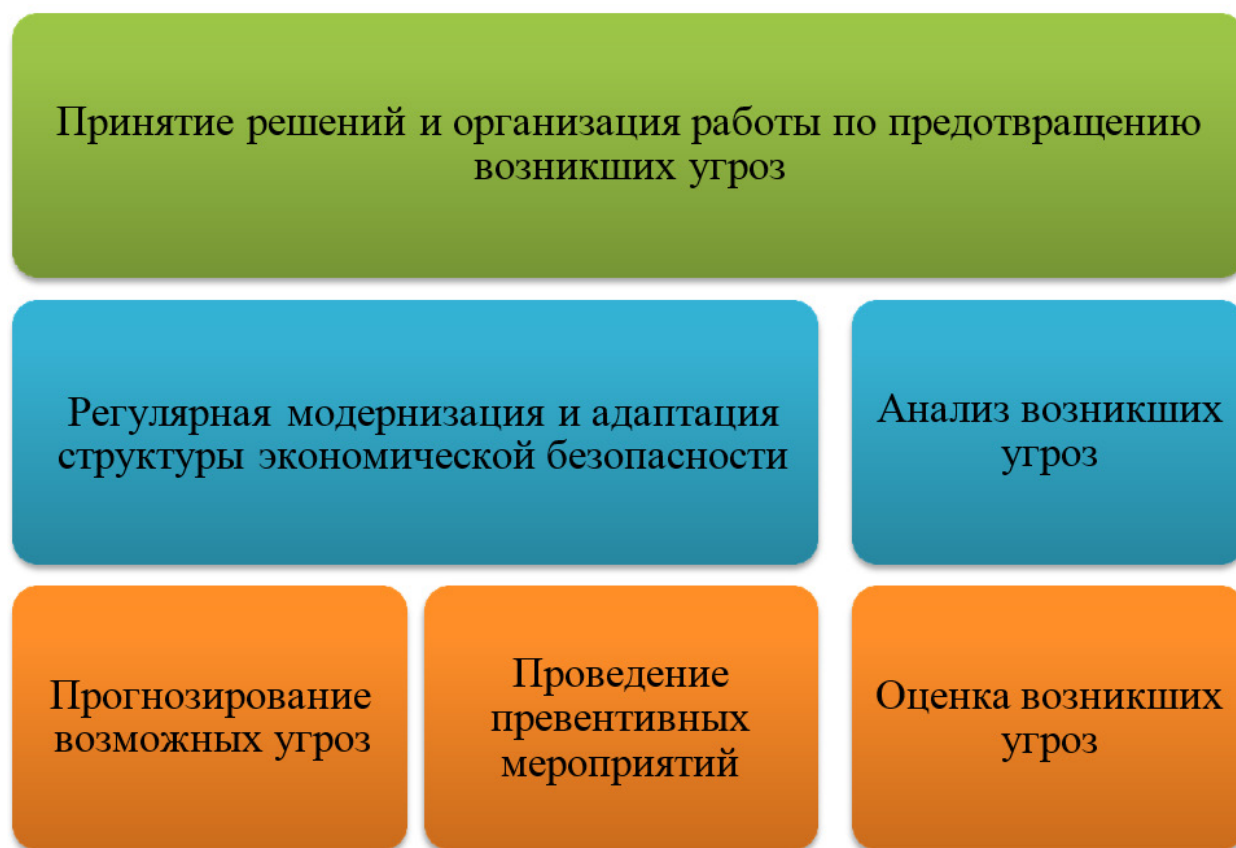 Принятие решений и организация работы по предотвращению
возникших угроз
Регулярная модернизация и адаптация
структуры экономической безопасности
Анализ возникших
угроз
Прогнозирование
возможных угроз
Проведение
превентивных
мероприятий
Оценка возникших
угроз